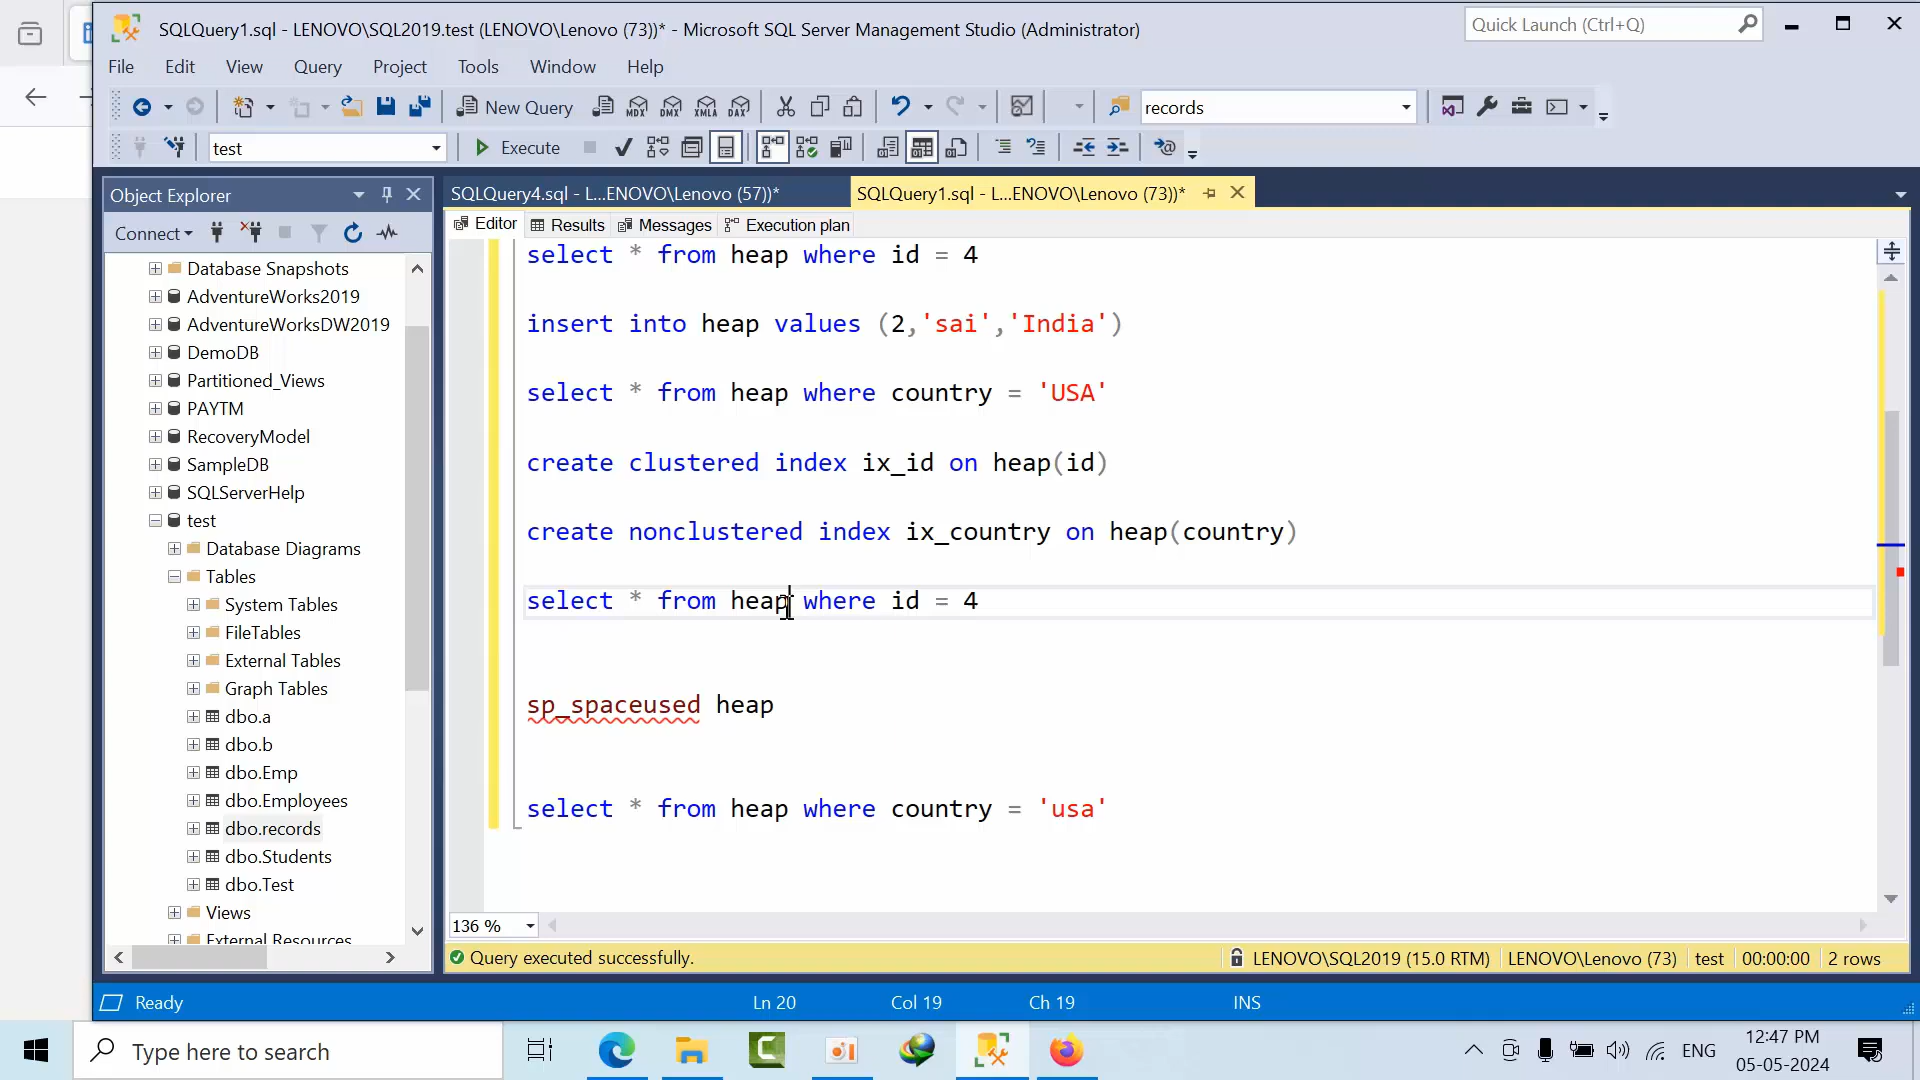 SQLQuery1.sql - LENOVO\SQL2019.test (LENOVO\Lenovo (73))* - Microsoft SQL Server Management Studio (Administrator)
Quick Launch (Ctrl+Q)
File Edit View Query Project Tools Window Help
New Query
MDX DMX XMLA DAX
records
test
Execute
Object Explorer
SQLQuery4.sql - L...ENOVO\Lenovo (57))*
SQLQuery1.sql - L...ENOVO\Lenovo (73))*
Connect
Editor Results Messages Execution plan
Database Snapshots
AdventureWorks2019
AdventureWorksDW2019
DemoDB
Partitioned_Views
PAYTM
RecoveryModel
SampleDB
SQLServerHelp
test
Database Diagrams
Tables
System Tables
FileTables
External Tables
Graph Tables
dbo.a
dbo.b
dbo.Emp
dbo.Employees
dbo.records
dbo.Students
dbo.Test
Views
External Resources
select * from heap where id = 4
insert into heap values (2,'sai','India')
select * from heap where country = 'USA'
create clustered index ix_id on heap(id)
create nonclustered index ix_country on heap(country)
select * from heap where id = 4
sp_spaceused heap
select * from heap where country = 'usa'
136 %
Query executed successfully.
LENOVO\SQL2019 (15.0 RTM) LENOVO\Lenovo (73) test 00:00:00 2 rows
Ready
Ln 20
Col 19
Ch 19
INS
Type here to search
ENG
12:47 PM
05-05-2024